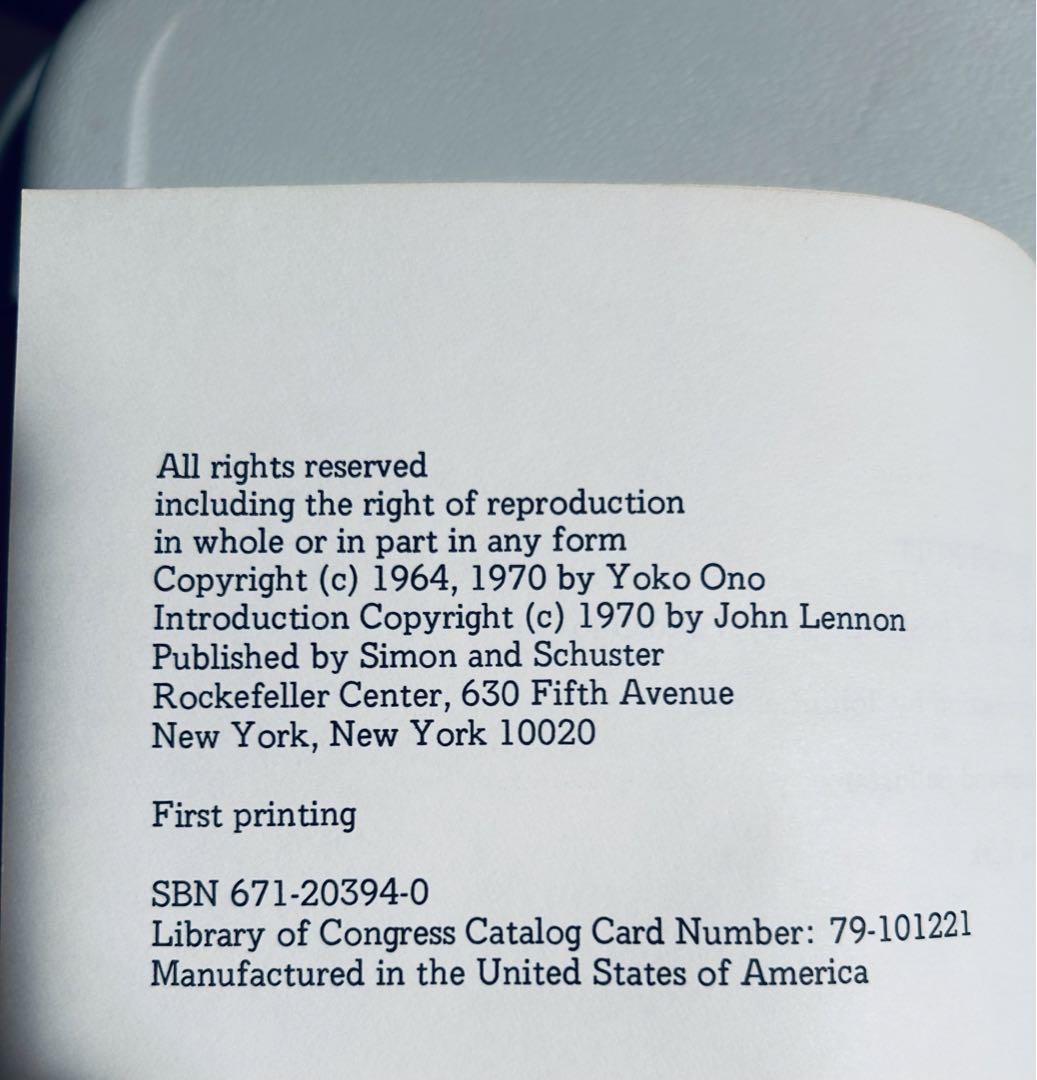 All rights reserved
including the right of reproduction
in whole or in part in any form
Copyright (c) 1964, 1970 by Yoko Ono
Introduction Copyright (c) 1970 by John Lennon
Published by Simon and Schuster
Rockefeller Center, 630 Fifth Avenue
New York, New York 10020
First printing
SBN 671-20394-0
Library of Congress Catalog Card Number: 79-101221
Manufactured in the United States of America